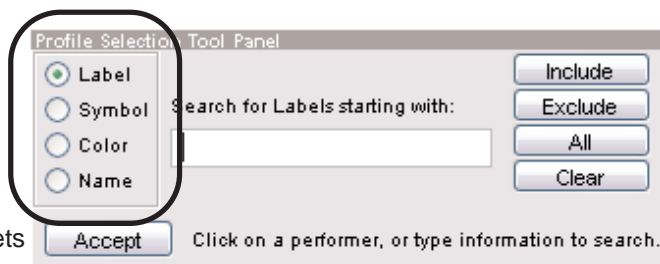 Profile Selection Tool Panel
Label
Symbol
Color
Name
Search for Labels starting with:
Include
Exclude
All
Clear
ets
Accept
Click on a performer, or type information to search.